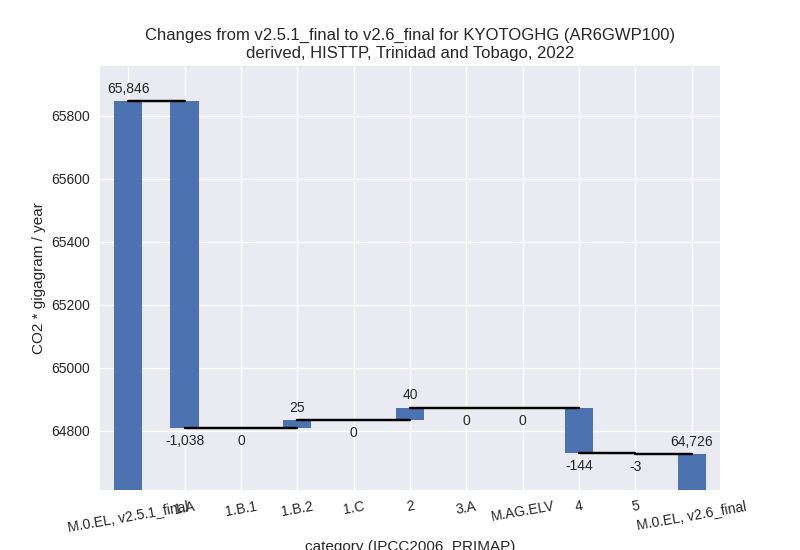 Changes from v2.5.1_final to v2.6_final for KYOTOGHG (AR6GWP100)
derived, HISTTP, Trinidad and Tobago, 2022
65,846
65800
65600
65400
65200
65000
64800
CO2 * gigagram / year
-1,038
0
25
0
40
0
0
-144
-3
64,726
M.0.EL, v2.5.1_final
1.A
1.B.1
1.B.2
1.C
2
3.A
M.AG.ELV
4
5
M.0.EL, v2.6_final
category (IPCC2006_PRIMAP)